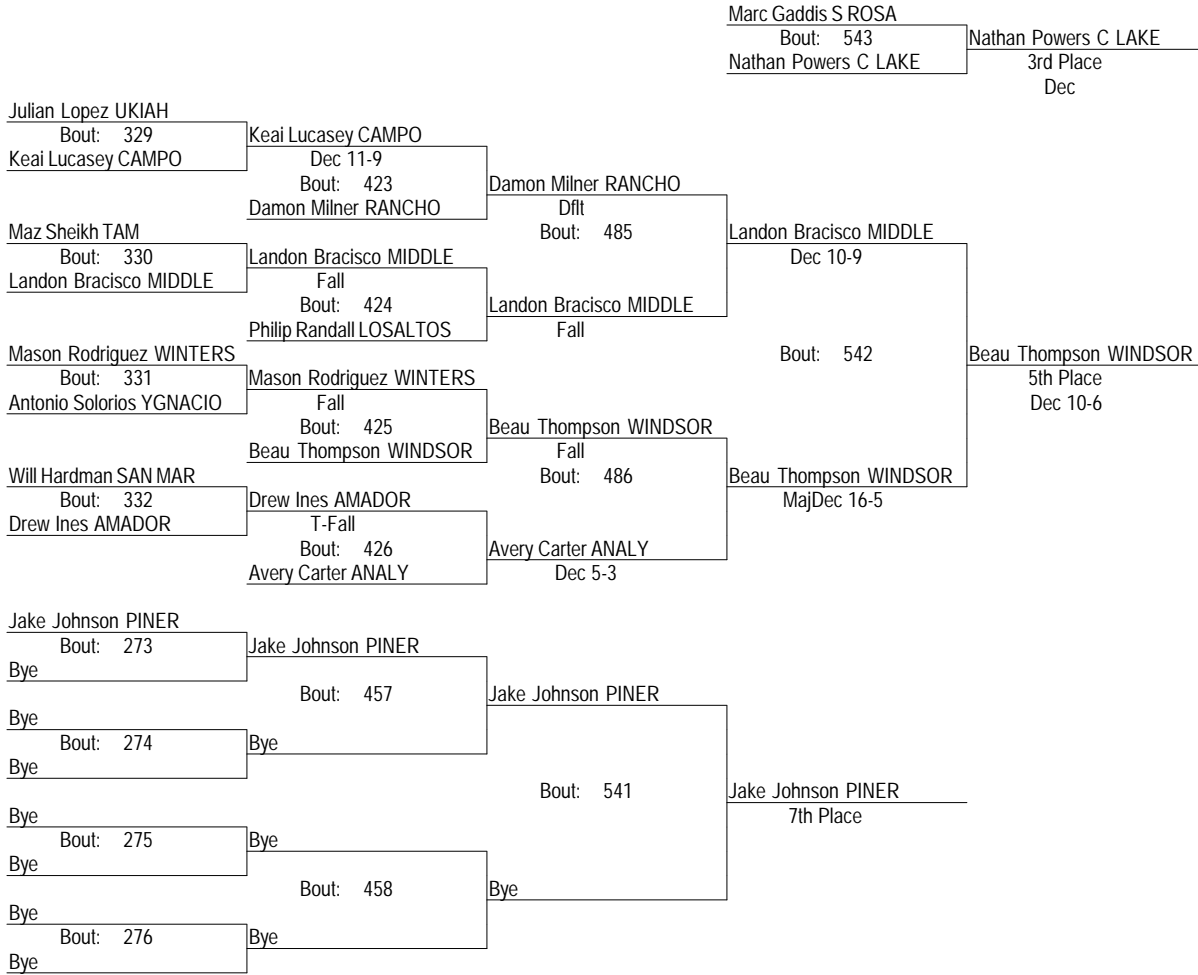 Marc Gaddis S ROSA
Bout: 543
Nathan Powers C LAKE
Nathan Powers C LAKE
3rd Place
Dec
Julian Lopez UKIAH
Bout: 329
Keai Lucasey CAMPO
Keai Lucasey CAMPO
Dec 11-9
Bout: 423
Damon Milner RANCHO
Damon Milner RANCHO
Dflt
Bout: 485
Maz Sheikh TAM
Bout: 330
Landon Bracisco MIDDLE
Landon Bracisco MIDDLE
Fall
Bout: 424
Philip Randall LOSALTOS
Landon Bracisco MIDDLE
Fall
Landon Bracisco MIDDLE
Dec 10-9
Bout: 542
Mason Rodriguez WINTERS
Bout: 331
Antonio Solorios YGNACIO
Mason Rodriguez WINTERS
Fall
Bout: 425
Beau Thompson WINDSOR
Beau Thompson WINDSOR
Fall
Bout: 486
Will Hardman SAN MAR
Bout: 332
Drew Ines AMADOR
Drew Ines AMADOR
T-Fall
Bout: 426
Avery Carter ANALY
Avery Carter ANALY
Dec 5-3
Beau Thompson WINDSOR
MajDec 16-5
Beau Thompson WINDSOR
5th Place
Dec 10-6
Jake Johnson PINER
Bout: 273
Bye
Jake Johnson PINER
Bout: 457
Bye
Bout: 274
Bye
Bye
Jake Johnson PINER
Bout: 541
Bye
Bout: 275
Bye
Bye
Bout: 458
Bye
Bout: 276
Bye
Bye
Bye
Jake Johnson PINER
7th Place